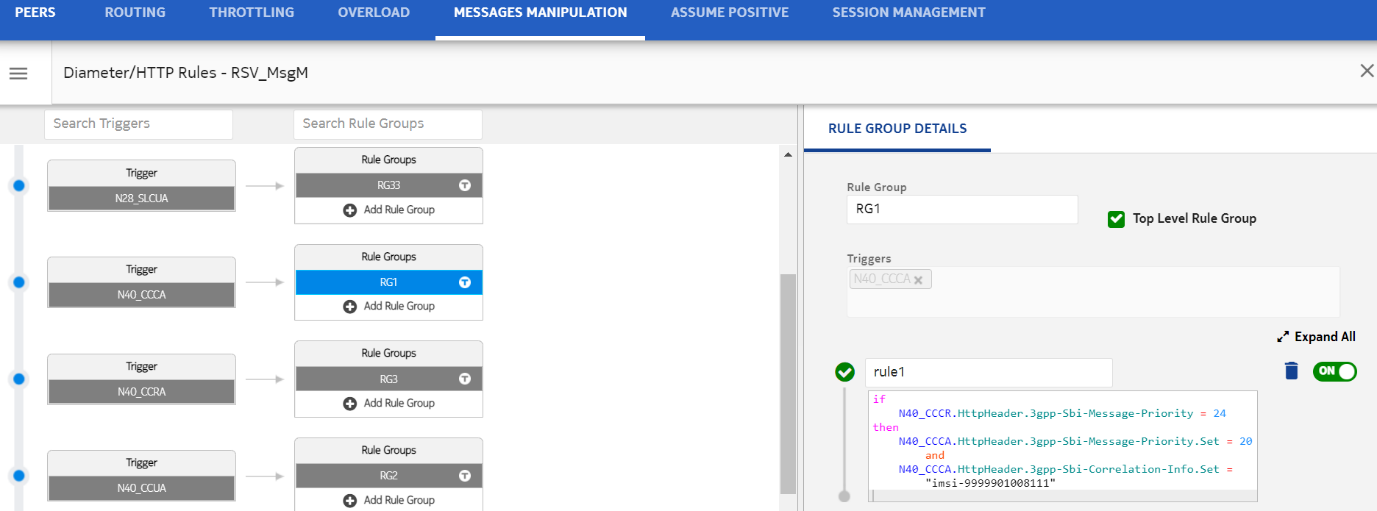 PEERS ROUTING THROTTLING OVERLOAD MESSAGES MANIPULATION ASSUME POSITIVE SESSION MANAGEMENT
Diameter/HTTP Rules - RSV_MsgM
Search Triggers
Search Rule Groups
Trigger
N28_SLCUA
Rule Groups
RG33
T
Add Rule Group
Trigger
N40_CCCA
Rule Groups
RG1
T
Add Rule Group
Trigger
N40_CCRA
Rule Groups
RG3
T
Add Rule Group
Trigger
N40_CCUA
Rule Groups
RG2
T
Add Rule Group
RULE GROUP DETAILS
Rule Group
RG1
Top Level Rule Group
Triggers
N40_CCCA
Expand All
rule1
ON
if
N40_CCCR.HttpHeader.3gpp-Sbi-Message-Priority = 24
then
N40_CCCA.HttpHeader.3gpp-Sbi-Message-Priority.Set = 20
and
N40_CCCA.HttpHeader.3gpp-Sbi-Correlation-Info.Set =
"imsi-9999901008111"